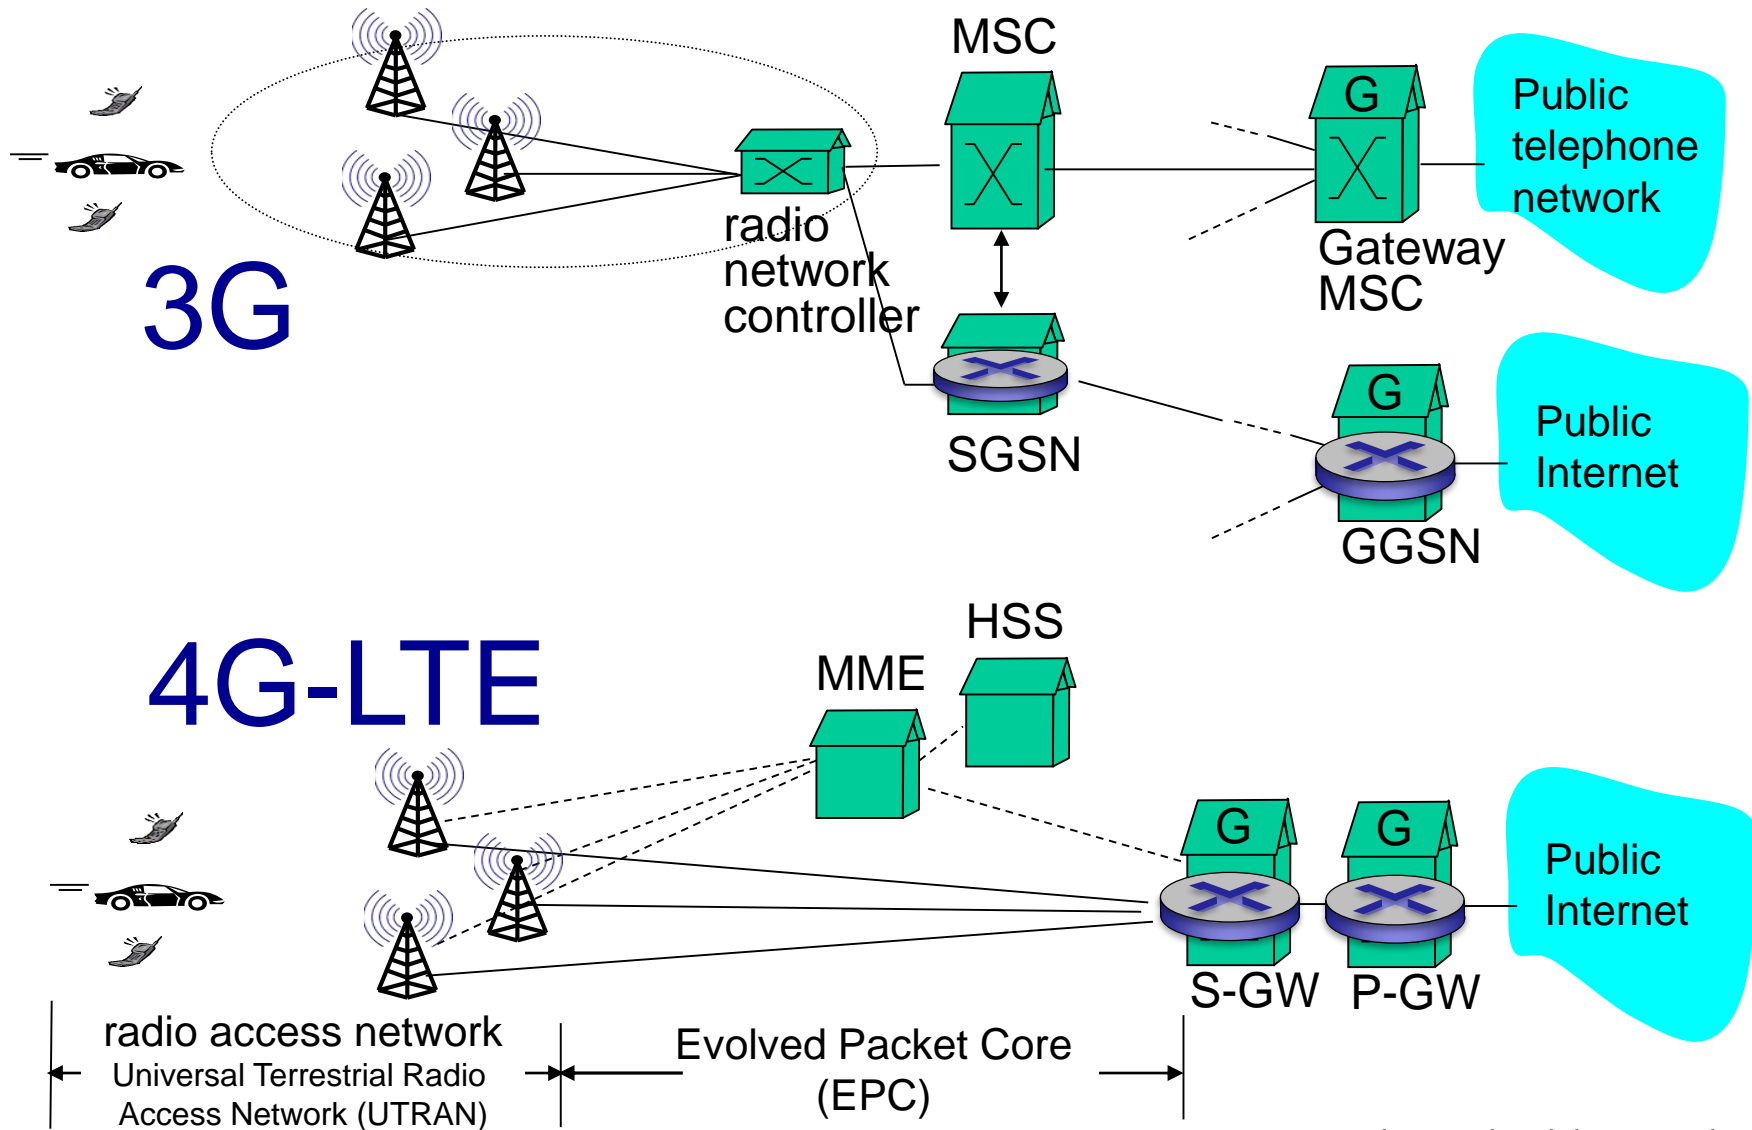 MSC
G
Public
telephone
network
radio
network
controller
Gateway
MSC
3G
G
Public
Internet
SGSN
GGSN
HSS
4G-LTE
MME
G
G
Public
Internet
S-GW
P-GW
radio access network
Universal Terrestrial Radio
Access Network (UTRAN)
Evolved Packet Core
(EPC)